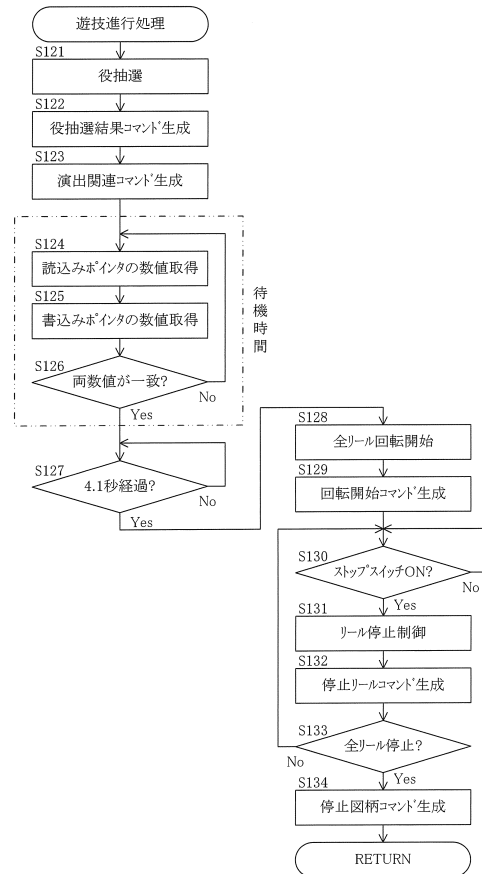 遊技進行処理
S121
役抽選
S122
役抽選結果コマンド生成
S123
演出関連コマンド生成
S124
読込みポインタの数値取得
S125
書込みポインタの数値取得
S126
両数値が一致?
No
Yes
待機時間
S127
4.1秒経過?
No
Yes
S128
全リール回転開始
S129
回転開始コマンド生成
S130
ストップスイッチON?
No
Yes
S131
リール停止制御
S132
停止リールコマンド生成
S133
全リール停止?
No
Yes
S134
停止図柄コマンド生成
RETURN